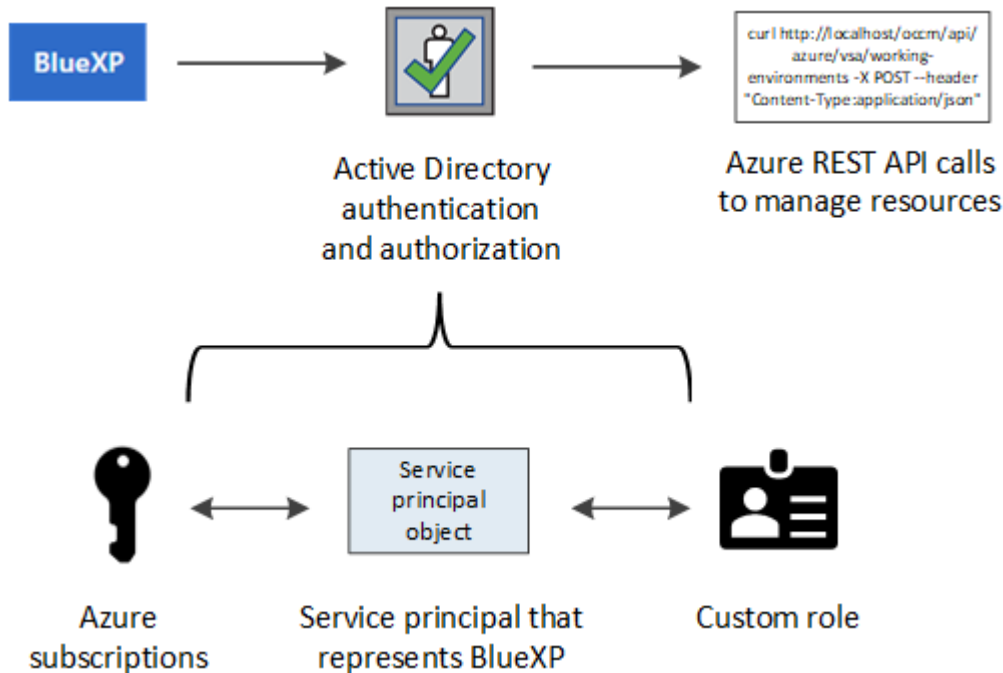 BlueXP
curl http://localhost/occm/api/
azure/vsa/working-
environments -X POST --header
"Content-Type:application/json"
Active Directory
authentication
and authorization
Azure REST API calls
to manage resources
Service
principal
object
Azure
subscriptions
Service principal that
represents BlueXP
Custom role